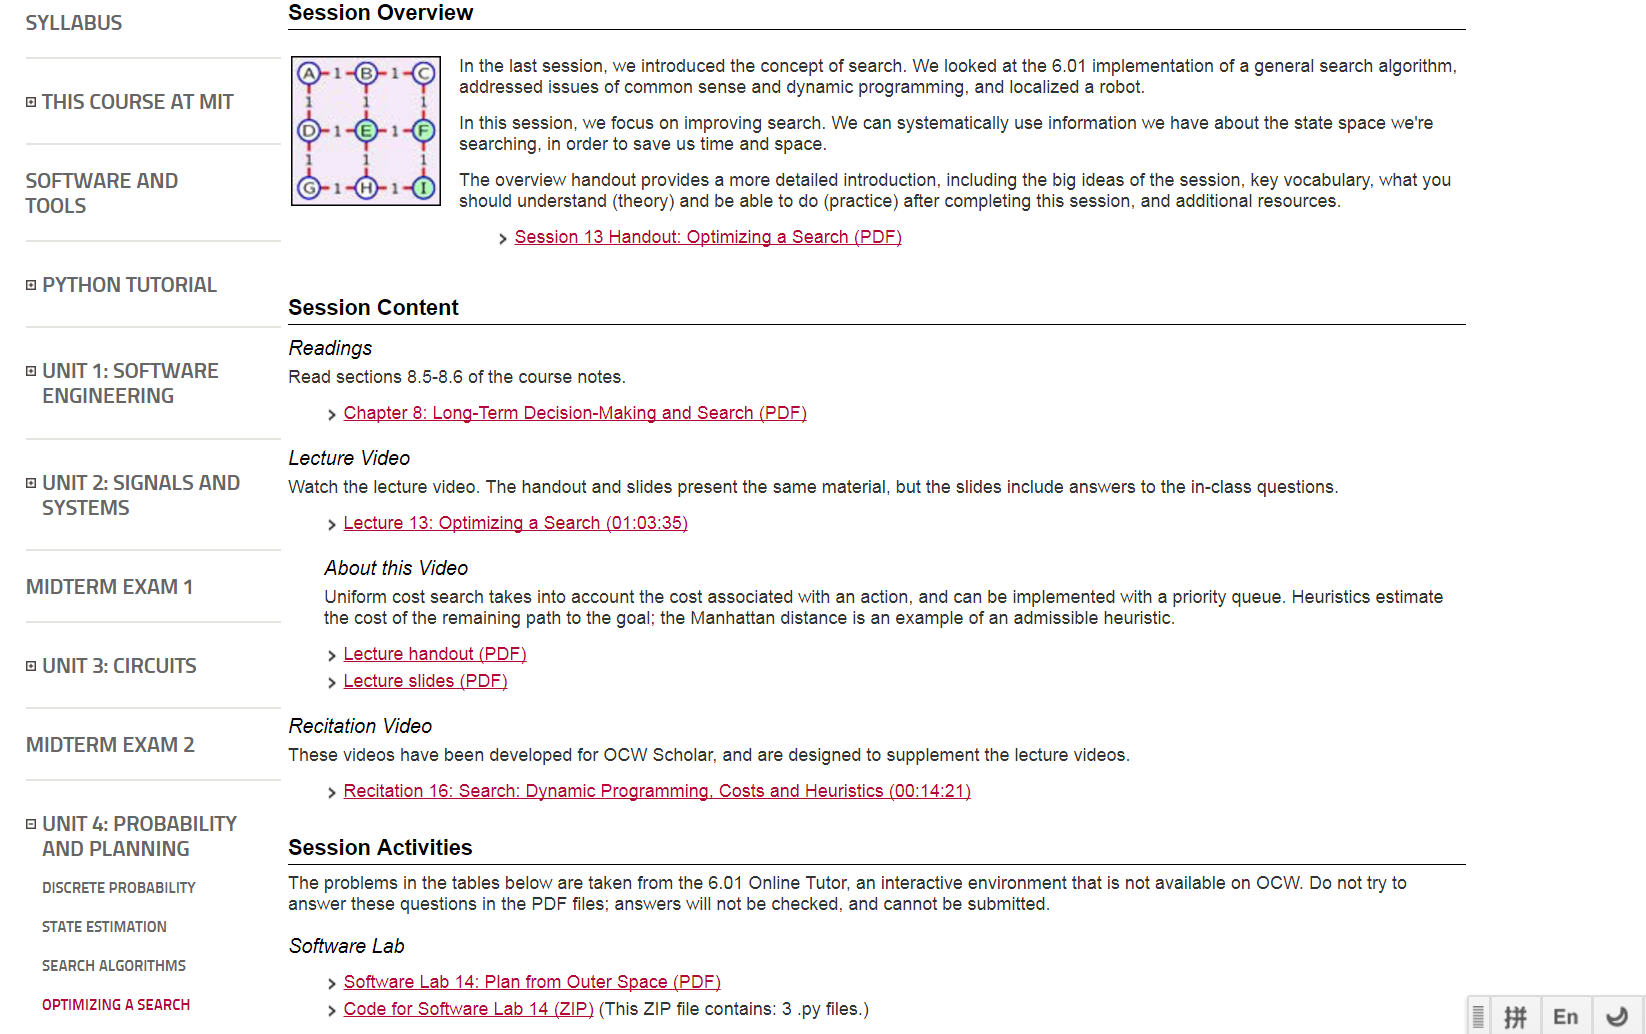 SYLLABUS
THIS COURSE AT MIT
SOFTWARE AND
TOOLS
PYTHON TUTORIAL
UNIT 1: SOFTWARE
ENGINEERING
UNIT 2: SIGNALS AND
SYSTEMS
MIDTERM EXAM 1
UNIT 3: CIRCUITS
MIDTERM EXAM 2
UNIT 4: PROBABILITY
AND PLANNING
DISCRETE PROBABILITY
STATE ESTIMATION
SEARCH ALGORITHMS
OPTIMIZING A SEARCH
Session Overview
A 1 B 1 C
1 1 1
D 1 E 1 F
1 1 1
G 1 H 1 I
In the last session, we introduced the concept of search. We looked at the 6.01 implementation of a general search algorithm,
addressed issues of common sense and dynamic programming, and localized a robot.
In this session, we focus on improving search. We can systematically use information we have about the state space we're
searching, in order to save us time and space.
The overview handout provides a more detailed introduction, including the big ideas of the session, key vocabulary, what you
should understand (theory) and be able to do (practice) after completing this session, and additional resources.
Session 13 Handout: Optimizing a Search (PDF)
Session Content
Readings
Read sections 8.5-8.6 of the course notes.
Chapter 8: Long-Term Decision-Making and Search (PDF)
Lecture Video
Watch the lecture video. The handout and slides present the same material, but the slides include answers to the in-class questions.
Lecture 13: Optimizing a Search (01:03:35)
About this Video
Uniform cost search takes into account the cost associated with an action, and can be implemented with a priority queue. Heuristics estimate
the cost of the remaining path to the goal; the Manhattan distance is an example of an admissible heuristic.
Lecture handout (PDF)
Lecture slides (PDF)
Recitation Video
These videos have been developed for OCW Scholar, and are designed to supplement the lecture videos.
Recitation 16: Search: Dynamic Programming, Costs and Heuristics (00:14:21)
Session Activities
The problems in the tables below are taken from the 6.01 Online Tutor, an interactive environment that is not available on OCW. Do not try to
answer these questions in the PDF files; answers will not be checked, and cannot be submitted.
Software Lab
Software Lab 14: Plan from Outer Space (PDF)
Code for Software Lab 14 (ZIP) (This ZIP file contains: 3 .py files.)
拼 En